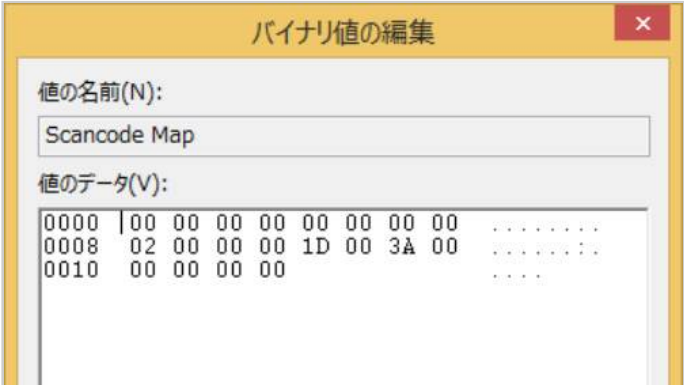 バイナリ値の編集
×
値の名前(N):
Scancode Map
値のデータ(V):
0000 00 00 00 00 00 00 00 00 ........
0008 02 00 00 00 1D 00 3A 00 ......:.
0010 00 00 00 00 ....